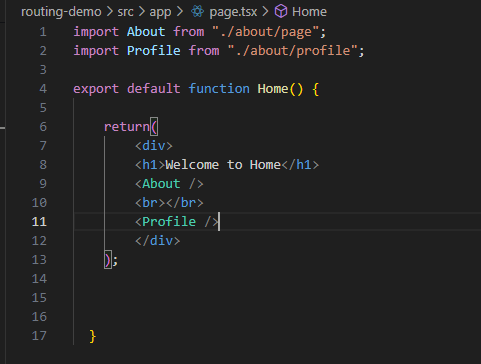 routing-demo > src > app > page.tsx > Home
1 import About from "./about/page";
2 import Profile from "./about/profile";
3
4 export default function Home() {
5
6 return(
7 <div>
8 <h1>Welcome to Home</h1>
9 <About />
10 <br></br>
11 <Profile />
12 </div>
13 );
14
15
16
17 }